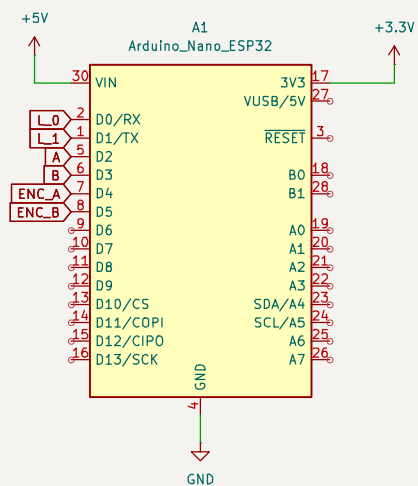 +5V
A1
+3.3V
Arduino_Nano_ESP32
30 VIN 3V3 17
VUSB/5V 27
L_0 2 D0/RX
L_1 1 D1/TX RESET 3
A 5 D2
B 6 D3 B0 18
ENC_A 7 D4 B1 28
ENC_B 8 D5
9 D6 A0 19
10 D7 A1 20
11 D8 A2 21
12 D9 A3 22
13 D10/CS SDA/A4 23
14 D11/COPI SCL/A5 24
15 D12/CIPO A6 25
16 D13/SCK A7 26
GND
4
GND